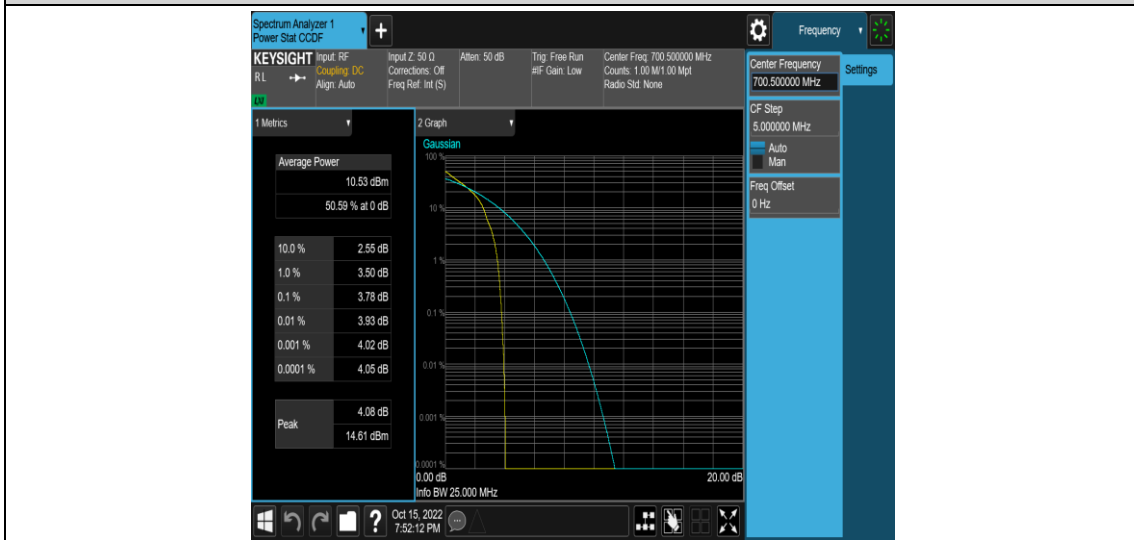 Spectrum Analyzer 1
Power Stat CCDF
+
Frequency
KEYSIGHT
RL
LXI
Input: RF
Coupling: DC
Align: Auto
Input Z: 50 Ω
Corrections: Off
Freq Ref: Int (S)
Atten: 50 dB
Trig: Free Run
#IF Gain: Low
Center Freq: 700.500000 MHz
Counts: 1.00 M/1.00 Mpt
Radio Std: None
Center Frequency
700.500000 MHz
Settings
CF Step
5.000000 MHz
Auto
Man
Freq Offset
0 Hz
1 Metrics
Average Power
10.53 dBm
50.59 % at 0 dB
10.0 % 2.55 dB
1.0 % 3.50 dB
0.1 % 3.78 dB
0.01 % 3.93 dB
0.001 % 4.02 dB
0.0001 % 4.05 dB
Peak
4.08 dB
14.61 dBm
2 Graph
Gaussian
100 %
10 %
1 %
0.1 %
0.01 %
0.001 %
0.0001 %
0.00 dB 20.00 dB
Info BW 25.000 MHz
?
Oct 15, 2022
7:52:12 PM